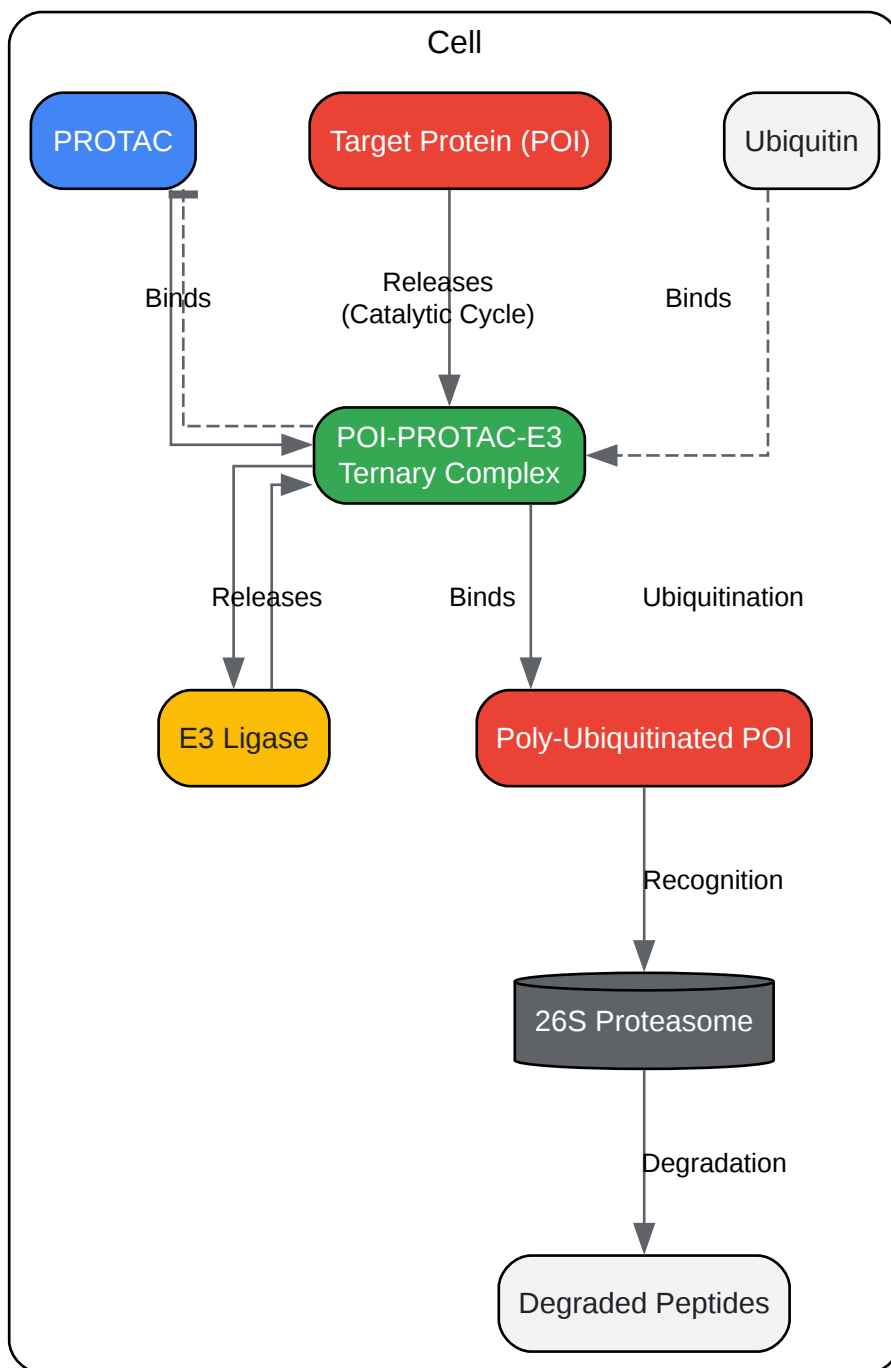 Cell
PROTAC
Target Protein (POI)
Ubiquitin
Binds
Releases
(Catalytic Cycle)
Binds
POI-PROTAC-E3
Ternary Complex
Releases
Binds
Ubiquitination
E3 Ligase
Poly-Ubiquitinated POI
Recognition
26S Proteasome
Degradation
Degraded Peptides